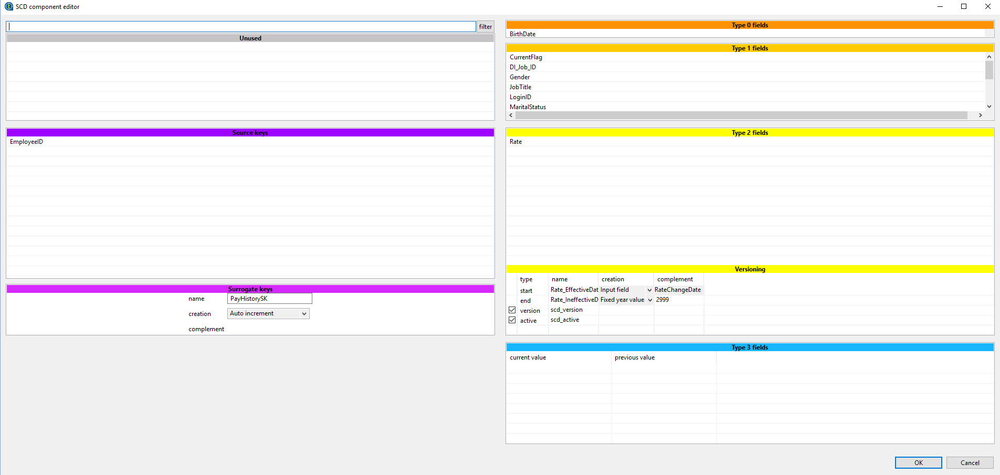 SCD component editor
filter
Unused
Source keys
EmployeeID
Surrogate keys
name PayHistorySK
creation Auto increment
complement
Type 0 fields
BirthDate
Type 1 fields
CurrentFlag
DI_Job_ID
Gender
JobTitle
LoginID
MaritalStatus
Type 2 fields
Rate
Versioning
type name creation complement
start Rate_EffectiveDat Input field RateChangeDate
end Rate_IneffectiveD Fixed year value 2999
version scd_version
active scd_active
Type 3 fields
current value previous value
OK Cancel